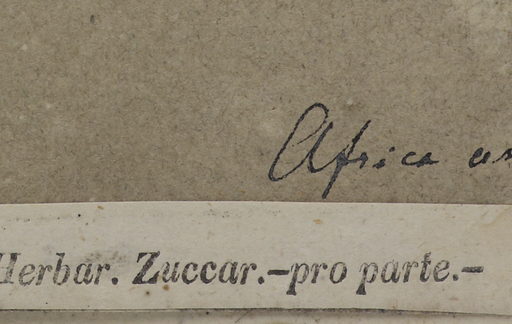 Africa
Herbar. Zuccar.–pro parte.–